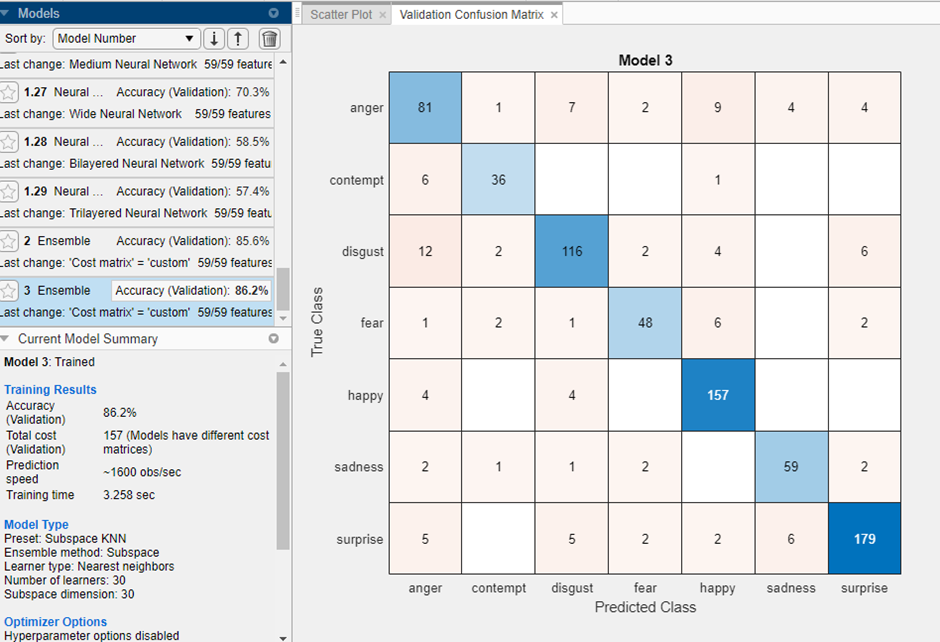 Models
Sort by: Model Number
Last change: Medium Neural Network 59/59 feature
1.27 Neural ... Accuracy (Validation): 70.3%
Last change: Wide Neural Network 59/59 features
1.28 Neural ... Accuracy (Validation): 58.5%
Last change: Bilayered Neural Network 59/59 featu
1.29 Neural ... Accuracy (Validation): 57.4%
Last change: Trilayered Neural Network 59/59 featu
2 Ensemble Accuracy (Validation): 85.6%
Last change: 'Cost matrix' = 'custom' 59/59 features
3 Ensemble Accuracy (Validation): 86.2%
Last change: 'Cost matrix' = 'custom' 59/59 features
Current Model Summary
Model 3: Trained
Training Results
Accuracy
(Validation) 86.2%
Total cost 157 (Models have different cost
(Validation) matrices)
Prediction
speed ~1600 obs/sec
Training time 3.258 sec
Model Type
Preset: Subspace KNN
Ensemble method: Subspace
Learner type: Nearest neighbors
Number of learners: 30
Subspace dimension: 30
Optimizer Options
Hyperparameter options disabled
Scatter Plot Validation Confusion Matrix
Model 3
True Class
anger 81 1 7 2 9 4 4
contempt 6 36 1
disgust 12 2 116 2 4 6
fear 1 2 1 48 6 2
happy 4 4 157
sadness 2 1 1 2 59 2
surprise 5 5 2 2 6 179
anger contempt disgust fear happy sadness surprise
Predicted Class